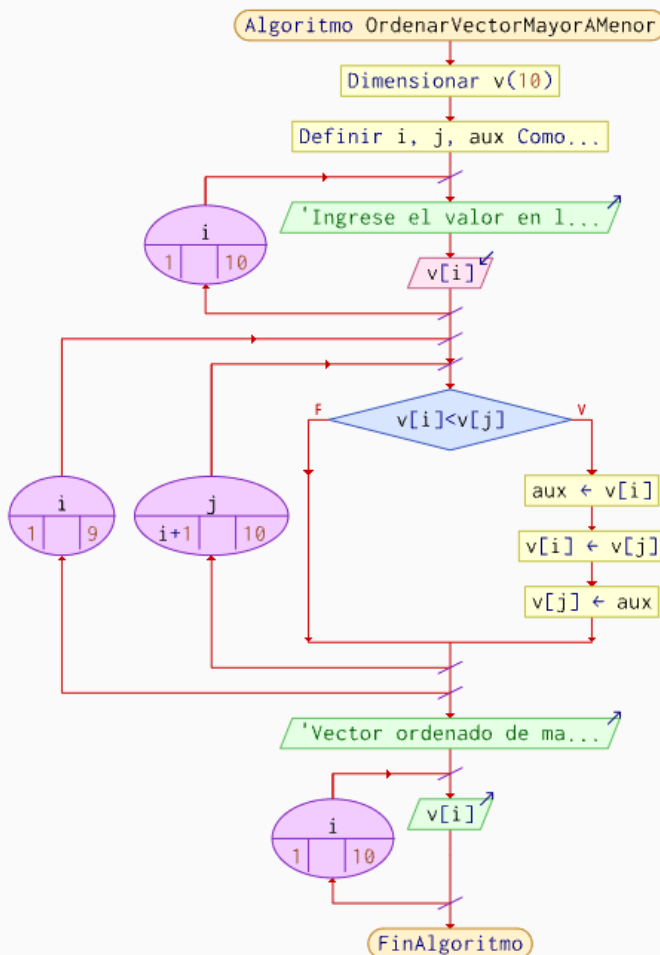 Algoritmo OrdenarVectorMayorAMenor
Dimensionar v(10)
Definir i, j, aux Como...
i
1 10
'Ingrese el valor en l...
v[i]
F
V
v[i]<v[j]
i
1 9
j
i+1 10
aux ← v[i]
v[i] ← v[j]
v[j] ← aux
'Vector ordenado de ma...
i
1 10
v[i]
FinAlgoritmo